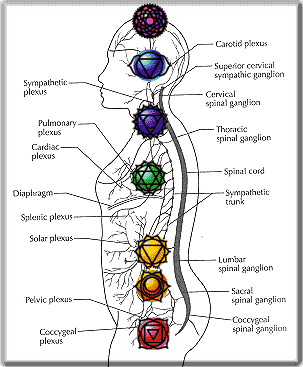 Carotid plexus
Superior cervical
sympathic ganglion
Sympathetic
plexus
Cervical
spinal ganglion
Pulmonary
plexus
Thoracic
spinal ganglion
Cardiac
plexus
Spinal cord
Diaphragm
Sympathetic
trunk
Splenic plexus
Solar plexus
Lumbar
spinal ganglion
Pelvic plexus
Sacral
spinal ganglion
Coccygeal
plexus
Coccygeal
spinal ganglion